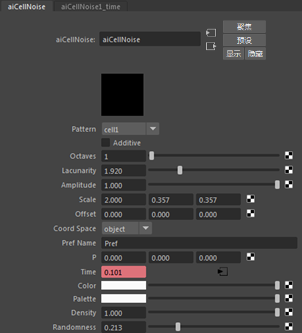 aiCellNoise aiCellNoise1_time
aiCellNoise: aiCellNoise
聚焦
预设
显示 隐藏
Pattern cell1
Additive
Octaves 1
Lacunarity 1.920
Amplitude 1.000
Scale 2.000 0.357 0.357
Offset 0.000 0.000 0.000
Coord Space object
Pref Name Pref
P 0.000 0.000 0.000
Time 0.101
Color
Palette
Density 1.000
Randomness 0.213